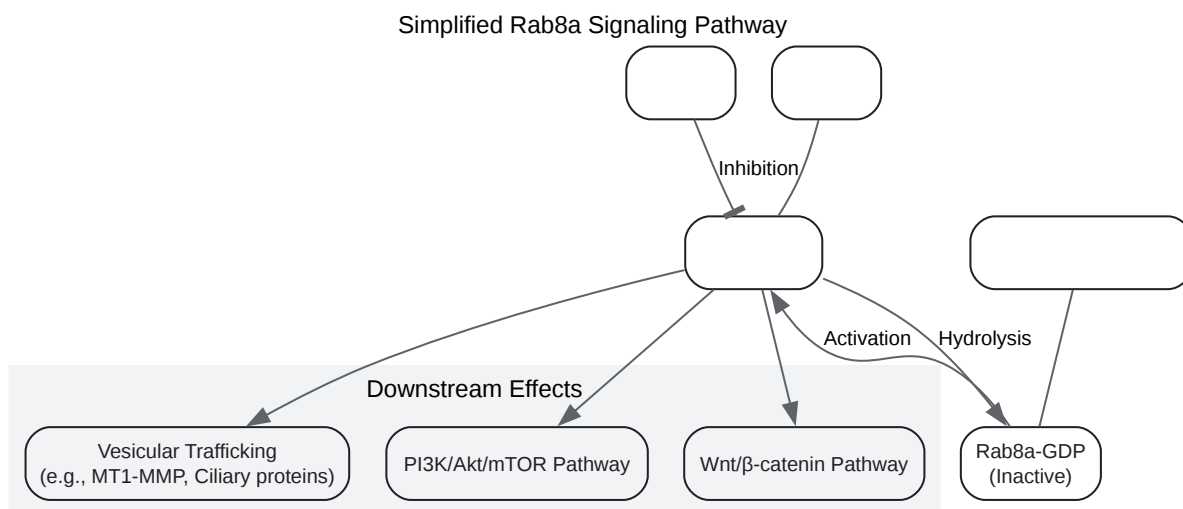 Simplified Rab8a Signaling Pathway
Inhibition
Activation
Hydrolysis
Downstream Effects
Vesicular Trafficking
(e.g., MT1-MMP, Ciliary proteins)
PI3K/Akt/mTOR Pathway
Wnt/β-catenin Pathway
Rab8a-GDP
(Inactive)